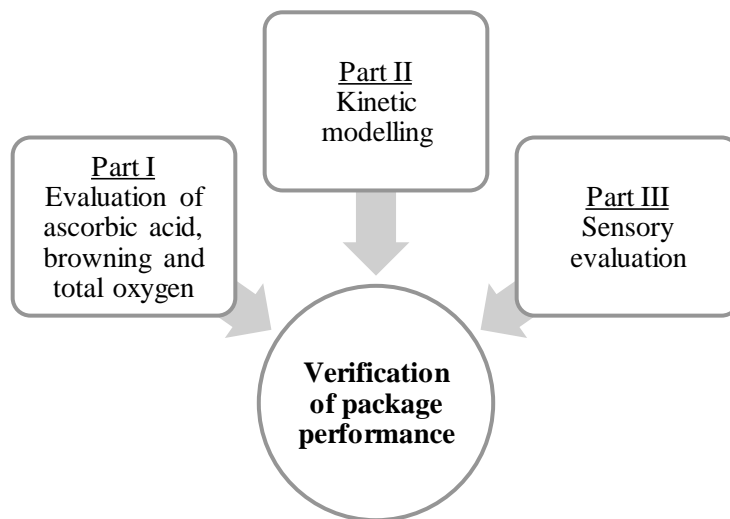 Part I
Evaluation of
ascorbic acid,
browning and
total oxygen
Part II
Kinetic
modelling
Part III
Sensory
evaluation
Verification
of package
performance